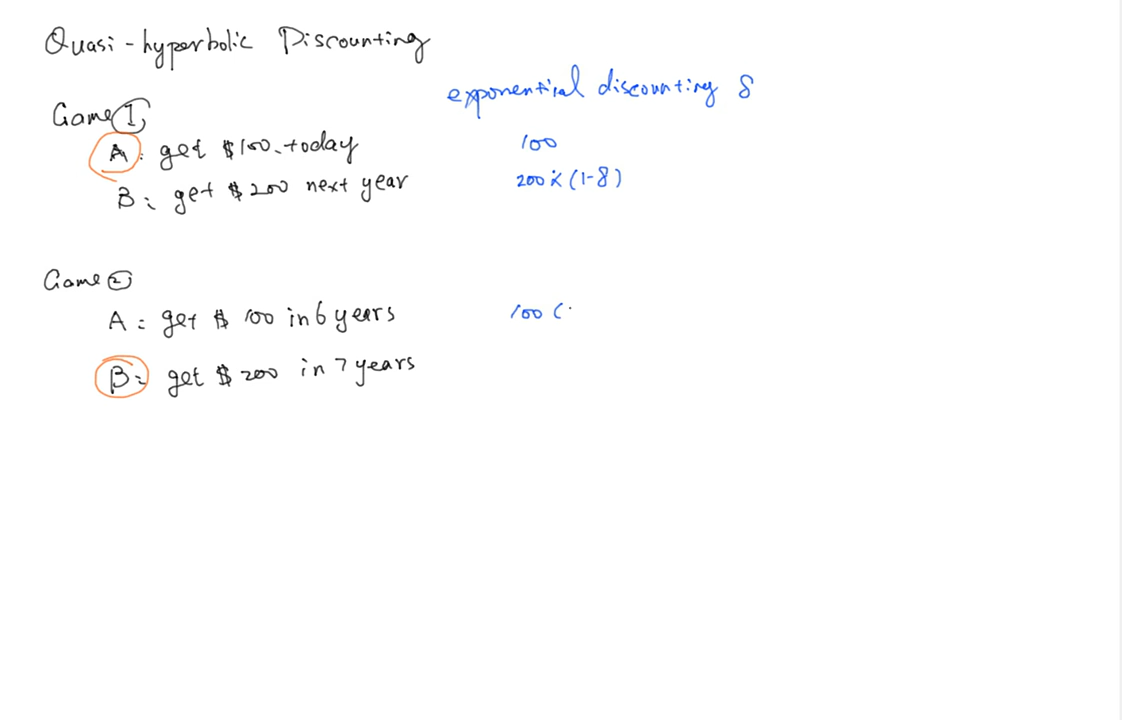 Quasi-hyperbolic Discounting
exponential discounting δ
Game ①
A: get $100 today
100
B: get $200 next year
200 × (1-δ)
Game ②
A: get $ 100 in 6 years
100 (
B: get $ 200 in 7 years